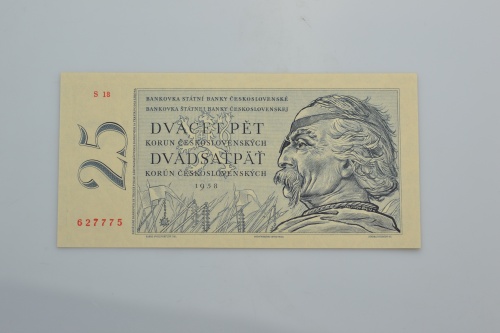 S 18
BANKOVKA STÁTNÍ BANKY ČESKOSLOVENSKÉ
BANKOVKA ŠTÁTNEJ BANKY ČESKOSLOVENSKEJ
25
DVACET PĚT
KORUN ČESKOSLOVENSKÝCH
DVADSAŤPÄŤ
KORÚN ČESKOSLOVENSKÝCH
1958
627775